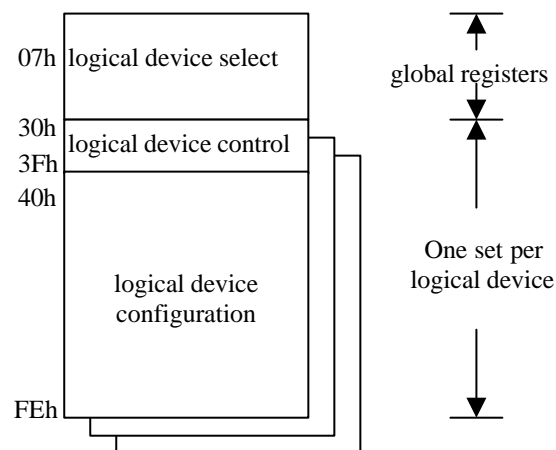 07h logical device select
global registers
30h
logical device control
3Fh
40h
One set per
logical device
logical device
configuration
FEh